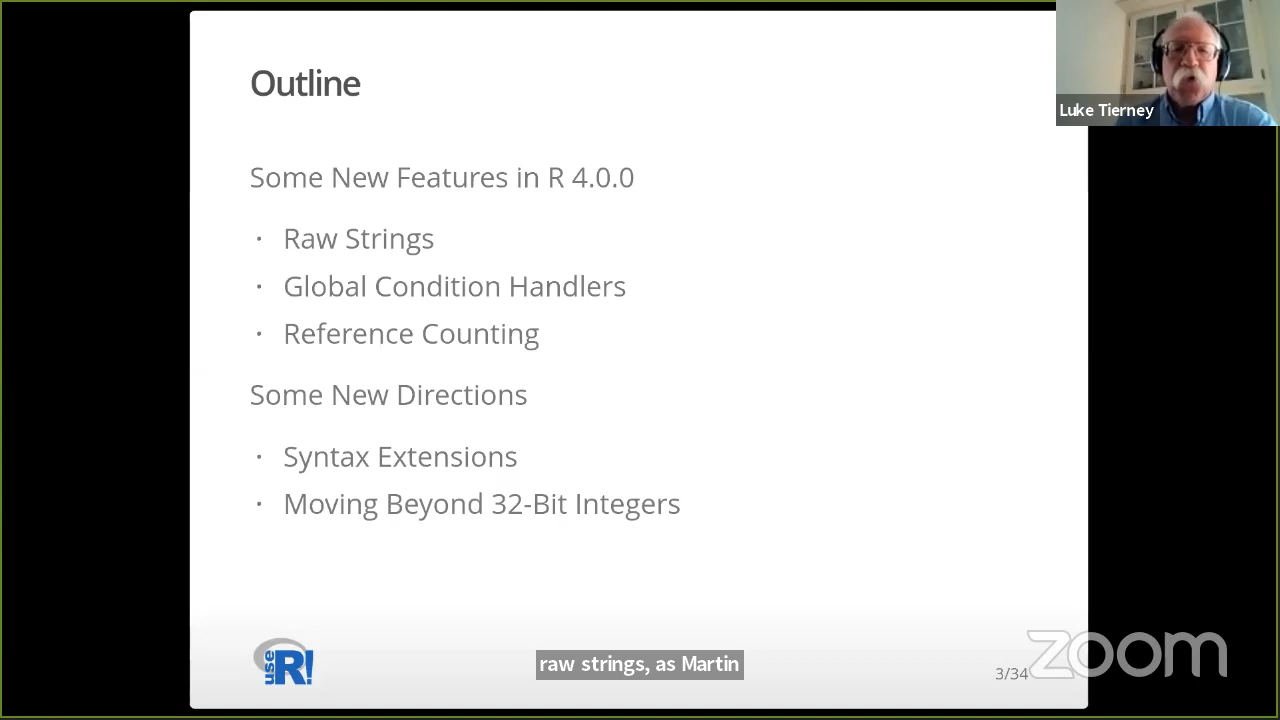 Outline
Luke Tierney
Some New Features in R 4.0.0
· Raw Strings
· Global Condition Handlers
· Reference Counting
Some New Directions
· Syntax Extensions
· Moving Beyond 32-Bit Integers
use R!
raw strings, as Martin
3/34
zoom